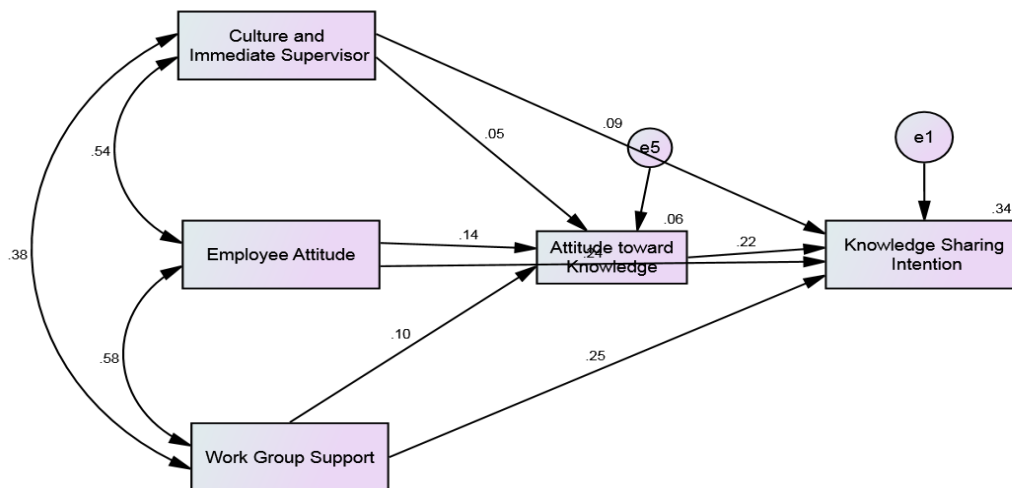 Culture and
Immediate Supervisor
.09
.05
e5
e1
.54
.06
.34
.14
Attitude toward
Knowledge
.24
.22
Knowledge Sharing
Intention
Employee Attitude
.38
.10
.25
.58
Work Group Support